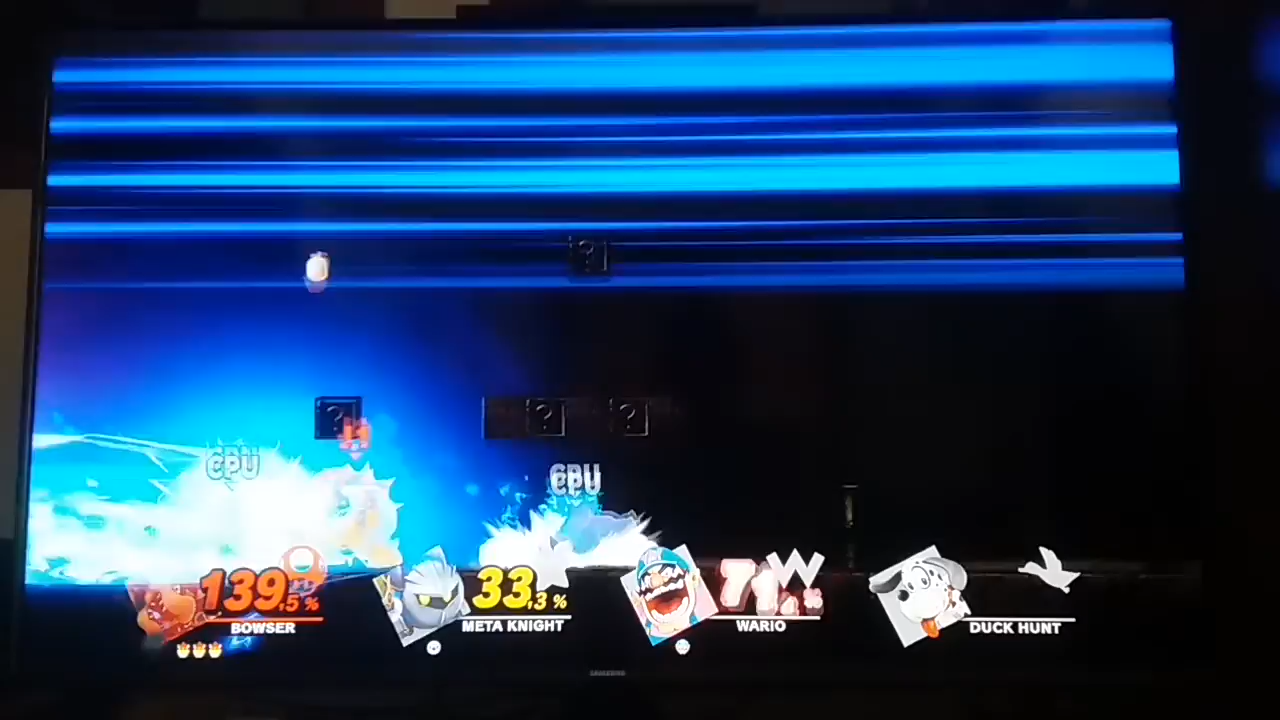 ?
? ?
?
CPU
CPU
139.5%
BOWSER
33.3%
META KNIGHT
WARIO
DUCK HUNT